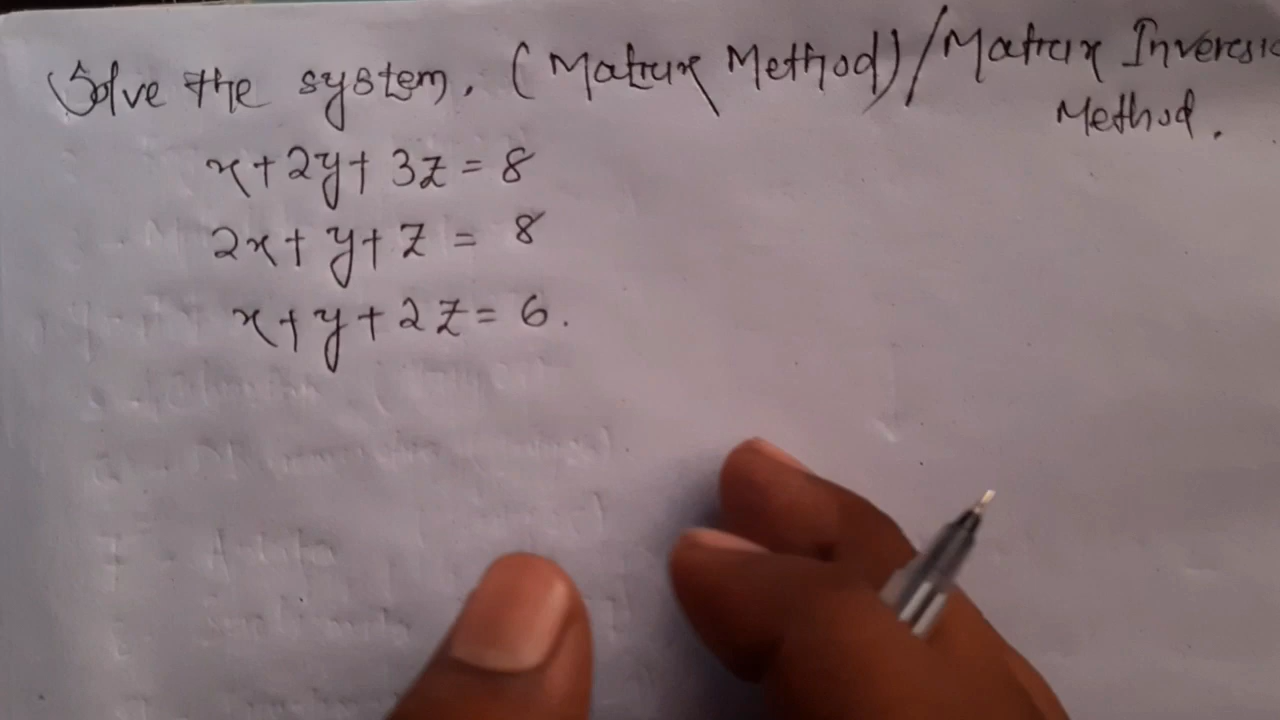 Solve the system. (Matrix Method)/Matrix Inversio
Method.
x+2y+3z=8
2x+y+z=8
x+y+2z=6.